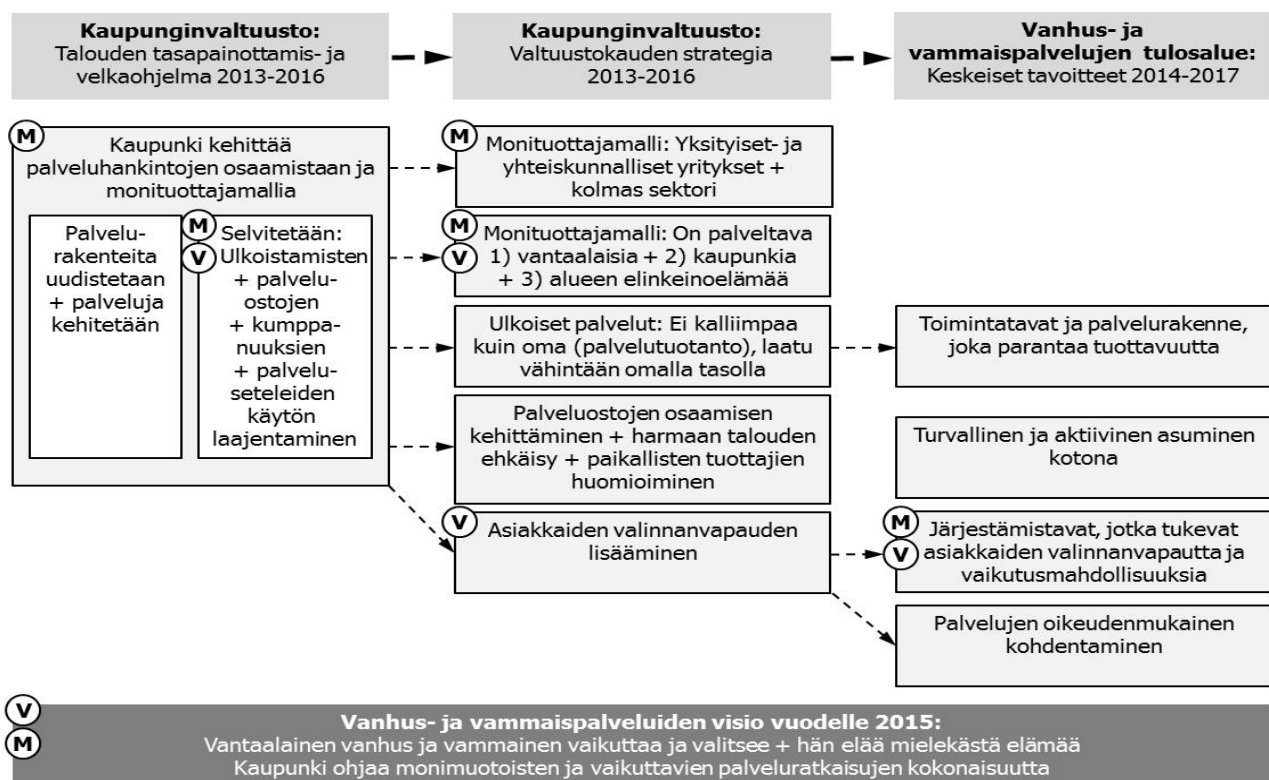 Kaupunginvaltuusto:
Talouden tasapainottamis- ja
velkaohjelma 2013-2016
Kaupunginvaltuusto:
Valtuustokauden strategia
2013-2016
Vanhus- ja
vammaispalvelujen tulosalue:
Keskeiset tavoitteet 2014-2017
M
Kaupunki kehittää
palveluhankintojen osaamistaan ja
monituottajamallia
Palvelu-
rakenteita
uudistetaan
+ palveluja
kehitetään
M
V
Selvitetään:
Ulkoistamisten
+ palvelu-
ostojen
+ kumppa-
nuuksien
+ palvelu-
seteleiden
käytön
laajentaminen
M
Monituottajamalli: Yksityiset- ja
yhteiskunnalliset yritykset +
kolmas sektori
M
V
Monituottajamalli: On palveltava
1) vantaalaisia + 2) kaupunkia
+ 3) alueen elinkeinoelämää
Ulkoiset palvelut: Ei kalliimpaa
kuin oma (palvelutuotanto), laatu
vähintään omalla tasolla
Palveluostojen osaamisen
kehittäminen + harmaan talouden
ehkäisy + paikallisten tuottajien
huomioiminen
V
Asiakkaiden valinnanvapauden
lisääminen
Toimintatavat ja palvelurakenne,
joka parantaa tuottavuutta
Turvallinen ja aktiivinen asuminen
kotona
M
V
Järjestämistavat, jotka tukevat
asiakkaiden valinnanvapautta ja
vaikutusmahdollisuuksia
Palvelujen oikeudenmukainen
kohdentaminen
V
M
Vanhus- ja vammaispalveluiden visio vuodelle 2015:
Vantaalainen vanhus ja vammainen vaikuttaa ja valitsee + hän elää mielekästä elämää
Kaupunki ohjaa monimuotoisten ja vaikuttavien palveluratkaisujen kokonaisuutta